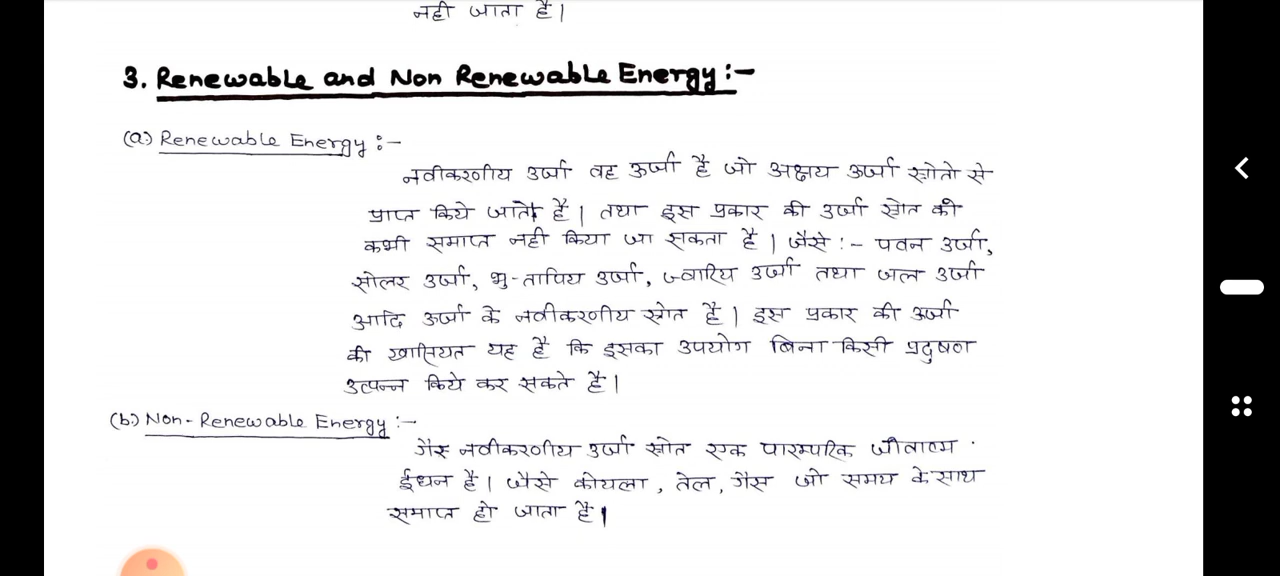 नही जाता है।
3. Renewable and Non Renewable Energy:-
(a.) Renewable Energy:-
नवीकरणीय उर्जा वह ऊर्जा है जो अक्षय ऊर्जा स्रोतो से
प्राप्त किये जाते है। तथा इस प्रकार की उर्जा स्रोत को
कभी समाप्त नही किया जा सकता है। जैसे :- पवन उर्जा,
सोलर उर्जा, भु-तापिय उर्जा, ज्वारिय उर्जा तथा जल उर्जा
आदि ऊर्जा के नवीकरणीय स्रोत है। इस प्रकार की ऊर्जा
की खासियत यह है कि इसका उपयोग बिना किसी प्रदुषण
उत्पन्न किये कर सकते है।
(b.) Non-Renewable Energy:-
गैर नवीकरणीय उर्जा स्रोत एक पारम्परिक जीवाश्म
ईंधन है। जैसे कोयला, तेल, गैस जो समय के साथ
समाप्त हो जाता है।